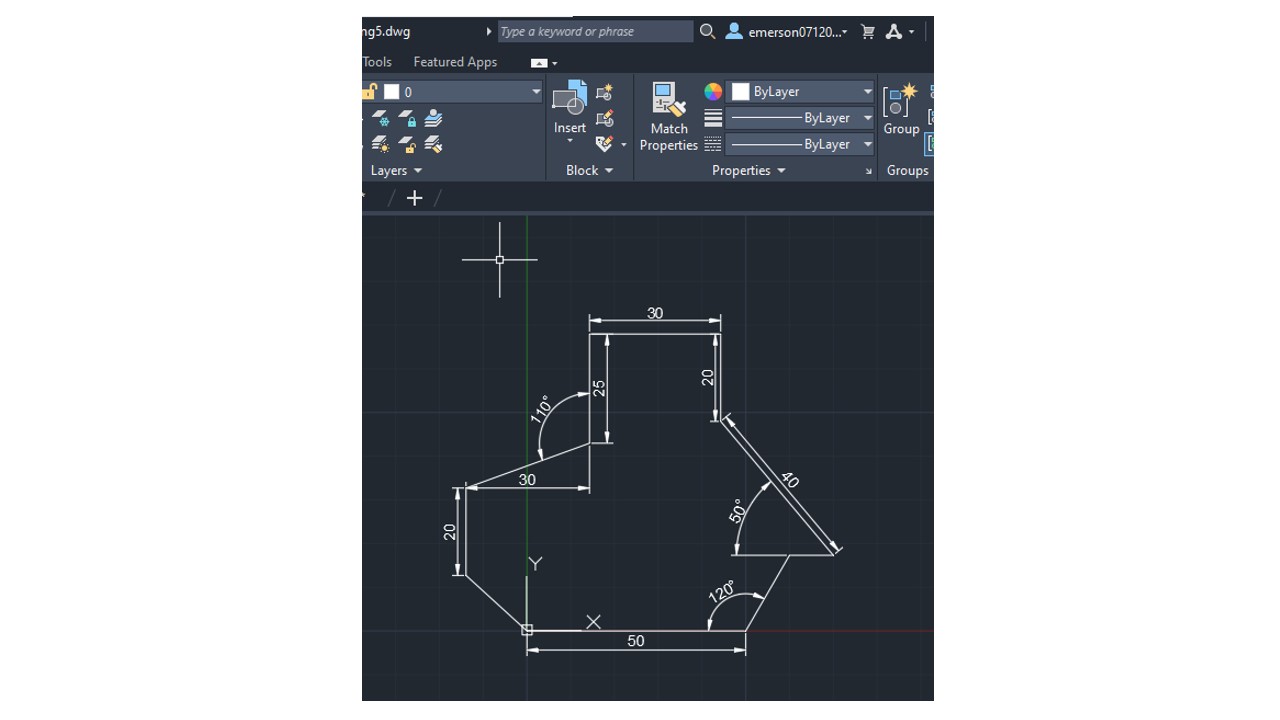 ng5.dwg
Type a keyword or phrase
emerson07120...
Tools Featured Apps
0
Insert
Block
Match
Properties
ByLayer
ByLayer
ByLayer
Group
Layers
Block
Properties
Groups
30
25
20
110°
30
40
50°
20
Y
120°
X
50